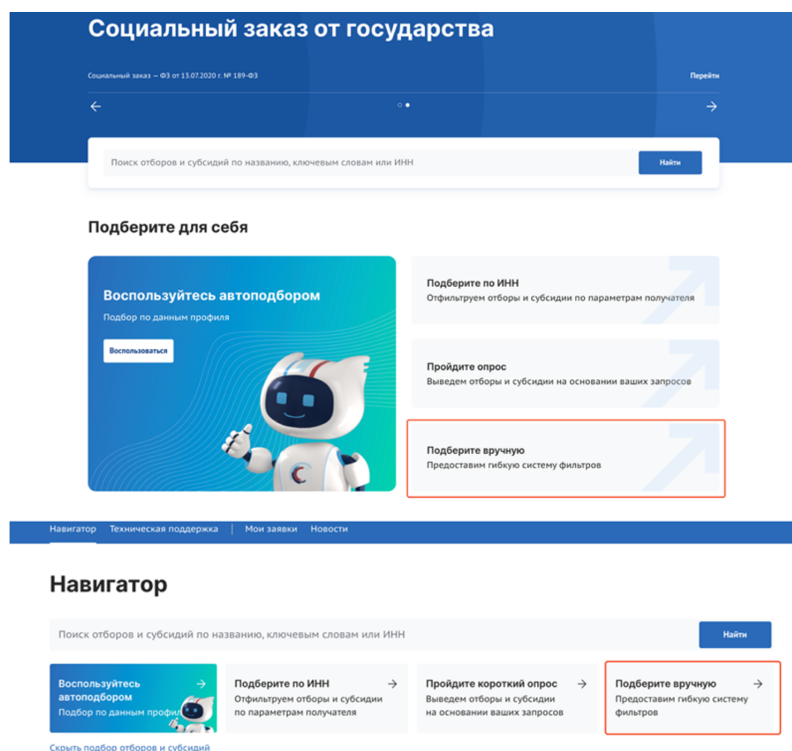 Социальный заказ от государства
Социальный заказ – ФЗ от 13.07.2020 г. № 189-ФЗ
Перейти
Поиск отборов и субсидий по названию, ключевым словам или ИНН
Найти
Подберите для себя
Воспользуйтесь автоподбором
Подбор по данным профиля
Воспользоваться
Подберите по ИНН
Отфильтруем отборы и субсидии по параметрам получателя
Пройдите опрос
Выведем отборы и субсидии на основании ваших запросов
Подберите вручную
Предоставим гибкую систему фильтров
Навигатор Техническая поддержка | Мои заявки Новости
Навигатор
Поиск отборов и субсидий по названию, ключевым словам или ИНН
Найти
Воспользуйтесь
автоподбором
Подбор по данным профил
Подберите по ИНН
Отфильтруем отборы и субсидии
по параметрам получателя
Пройдите короткий опрос
Выведем отборы и субсидии
на основании ваших запросов
Подберите вручную
Предоставим гибкую систему
фильтров
Скрыть подбор отборов и субсидий